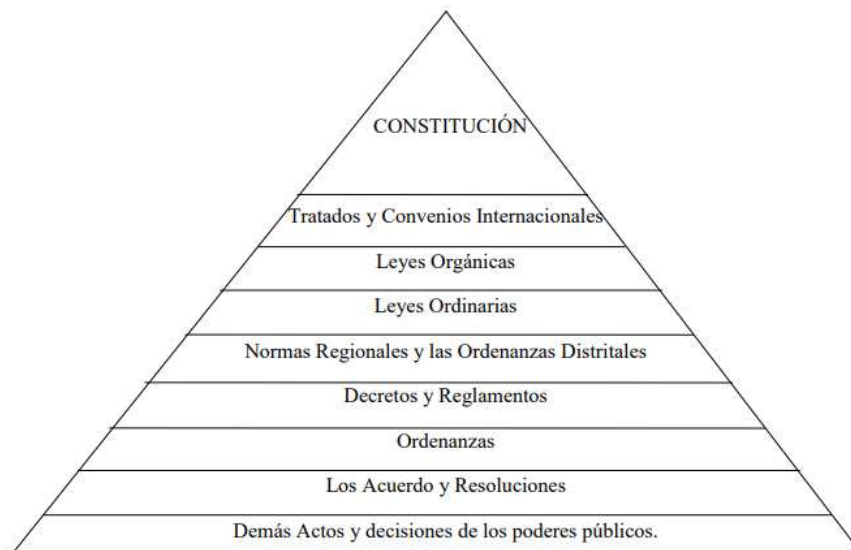 CONSTITUCIÓN
Tratados y Convenios Internacionales
Leyes Orgánicas
Leyes Ordinarias
Normas Regionales y las Ordenanzas Distritales
Decretos y Reglamentos
Ordenanzas
Los Acuerdo y Resoluciones
Demás Actos y decisiones de los poderes públicos.